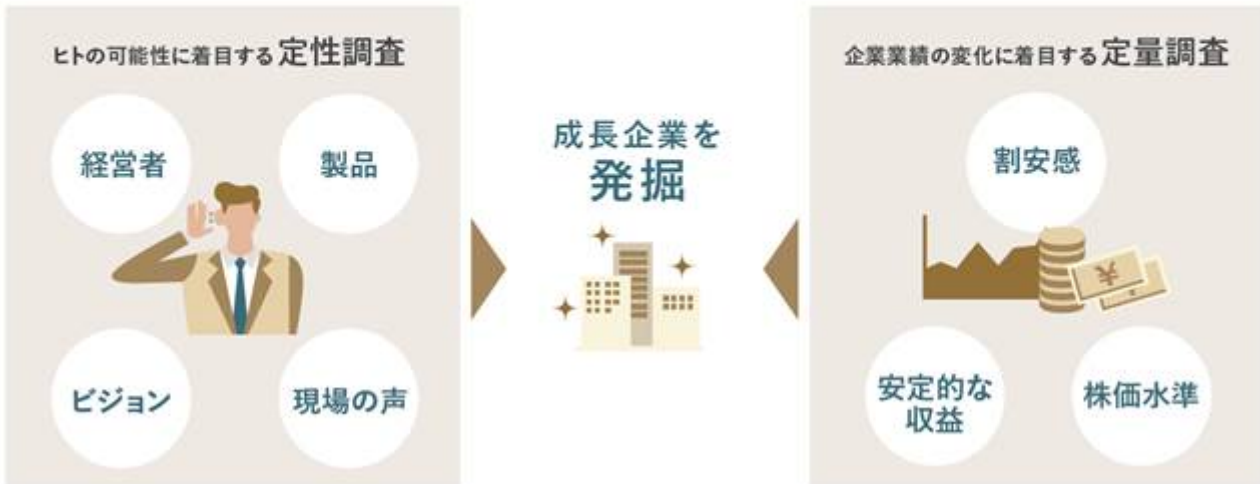 ヒトの可能性に着目する定性調査
経営者
製品
ビジョン
現場の声
成長企業を
発掘
企業業績の変化に着目する定量調査
割安感
¥
安定的な
収益
株価水準